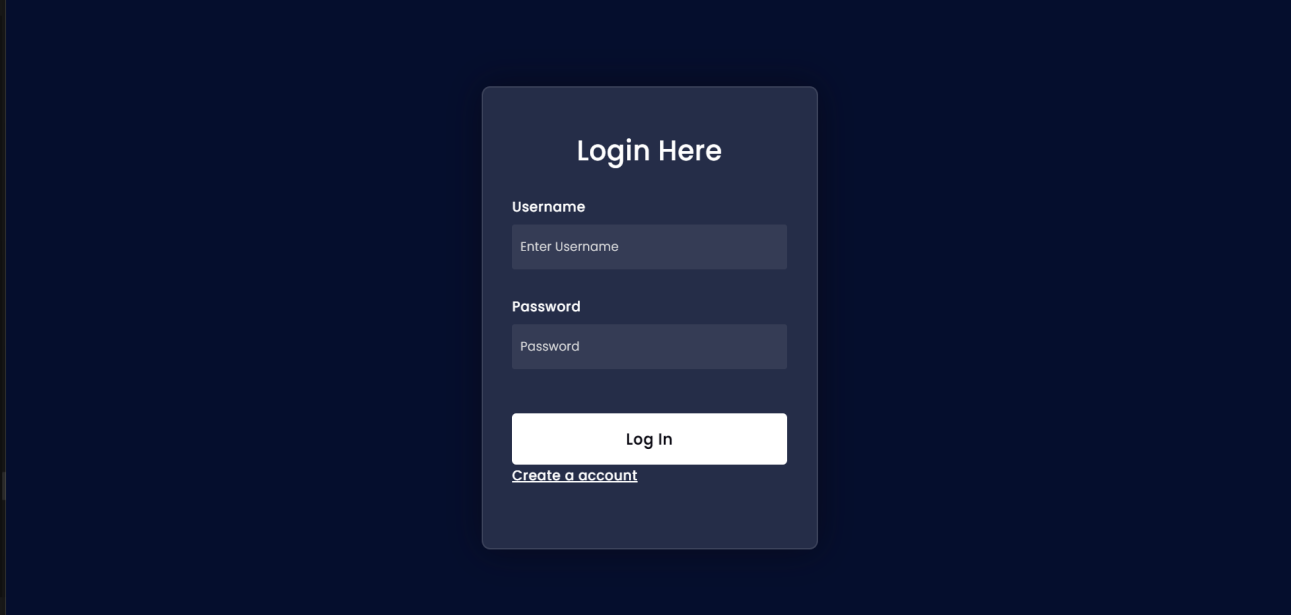 Login Here
Username
Enter Username
Password
Password
Log In
Create a account